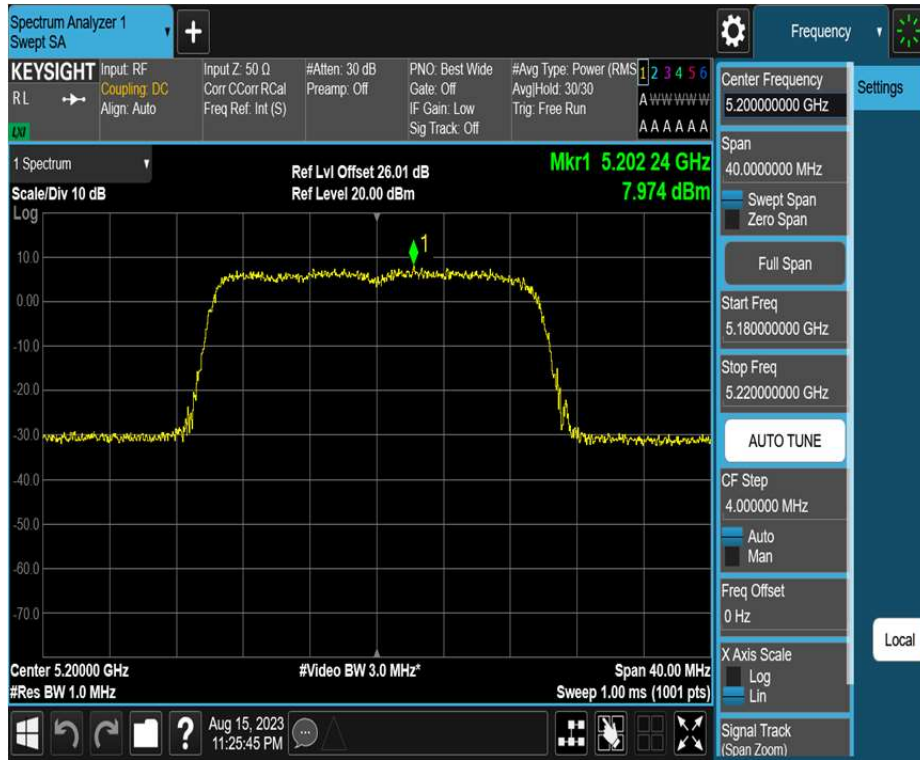 Spectrum Analyzer 1
Swept SA
+
Frequency
KEYSIGHT
R L
LXI
Input: RF
Coupling: DC
Align: Auto
Input Z: 50 Ω
Corr CCorr RCal
Freq Ref: Int (S)
#Atten: 30 dB
Preamp: Off
PNO: Best Wide
Gate: Off
IF Gain: Low
Sig Track: Off
#Avg Type: Power (RMS
Avg|Hold: 30/30
Trig: Free Run
1 2 3 4 5 6
A W W W W W
A A A A A A
1 Spectrum
Scale/Div 10 dB
Log
Ref Lvl Offset 26.01 dB
Ref Level 20.00 dBm
Mkr1 5.202 24 GHz
7.974 dBm
1
10.0
0.00
-10.0
-20.0
-30.0
-40.0
-50.0
-60.0
-70.0
Center 5.20000 GHz
#Res BW 1.0 MHz
#Video BW 3.0 MHz*
Span 40.00 MHz
Sweep 1.00 ms (1001 pts)
?
Aug 15, 2023
11:25:45 PM
Center Frequency
5.200000000 GHz
Span
40.0000000 MHz
Swept Span
Zero Span
Full Span
Start Freq
5.180000000 GHz
Stop Freq
5.220000000 GHz
AUTO TUNE
CF Step
4.000000 MHz
Auto
Man
Freq Offset
0 Hz
X Axis Scale
Log
Lin
Signal Track
(Span Zoom)
Settings
Local